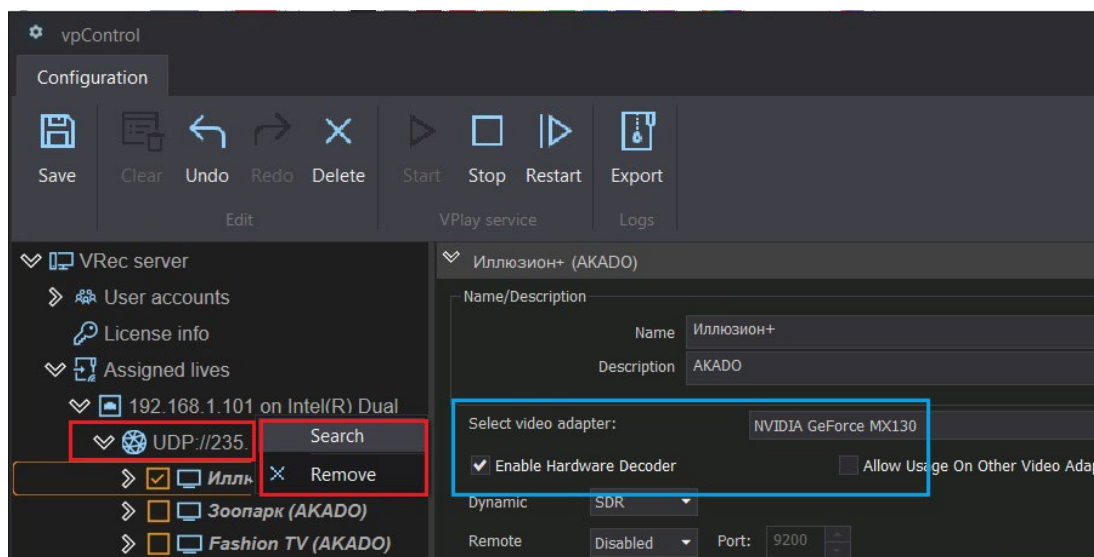 vpControl
Configuration
Save
Clear
Undo
Redo
Delete
Start
Stop
Restart
Export
Edit
VPlay service
Logs
VRec server
User accounts
License info
Assigned lives
192.168.1.101 on Intel(R) Dual
UDP://235.
Search
Remove
Зоопарк (AKADO)
Fashion TV (AKADO)
Иллюзион+ (AKADO)
Name/Description
Name
Иллюзион+
Description
AKADO
Select video adapter:
NVIDIA GeForce MX130
Enable Hardware Decoder
Allow Usage On Other Video
Dynamic
SDR
Remote
Disabled
Port:
9200